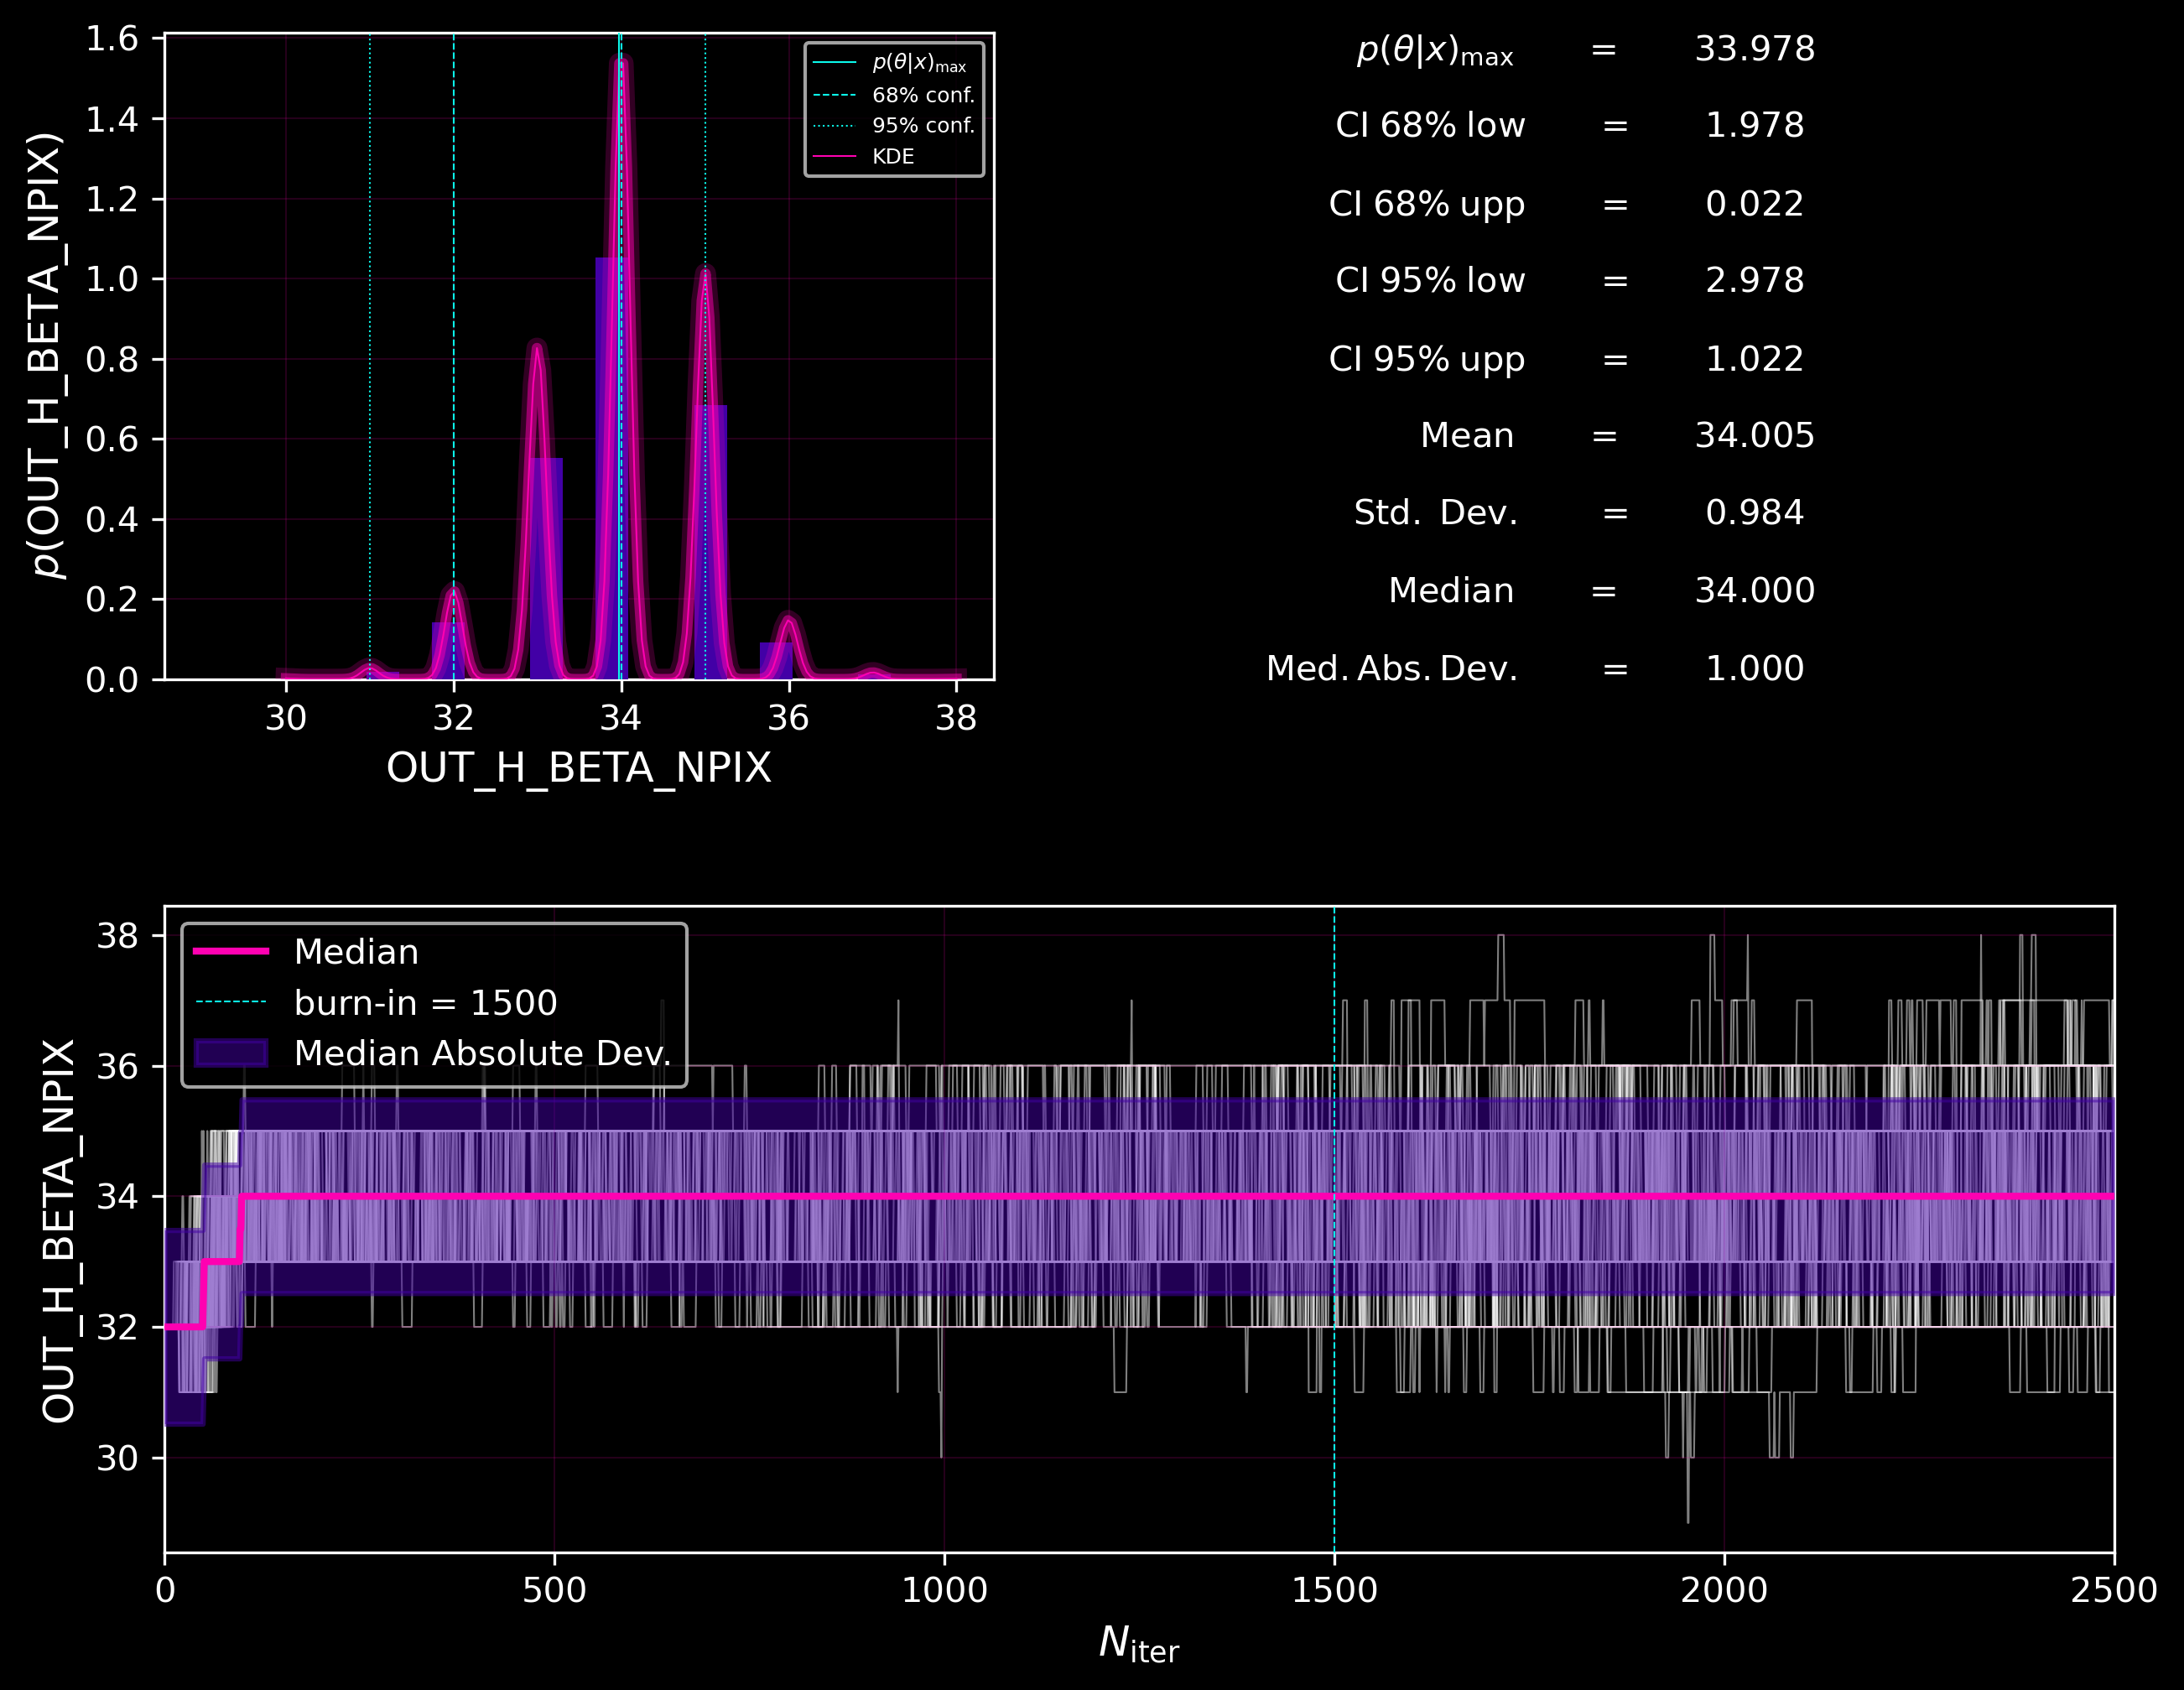 1.6
1.4
1.2
1.0
0.8
0.6
0.4
0.2
0.0
p(OUT_H_BETA_NPIX)
30 32 34 36 38
OUT_H_BETA_NPIX
p(θ|x)max
68% conf.
95% conf.
KDE
p(θ|x)max = 33.978
CI 68% low = 1.978
CI 68% upp = 0.022
CI 95% low = 2.978
CI 95% upp = 1.022
Mean = 34.005
Std. Dev. = 0.984
Median = 34.000
Med. Abs. Dev. = 1.000
38
36
34
32
30
OUT_H_BETA_NPIX
Median
burn-in = 1500
Median Absolute Dev.
0 500 1000 1500 2000 2500
Niter